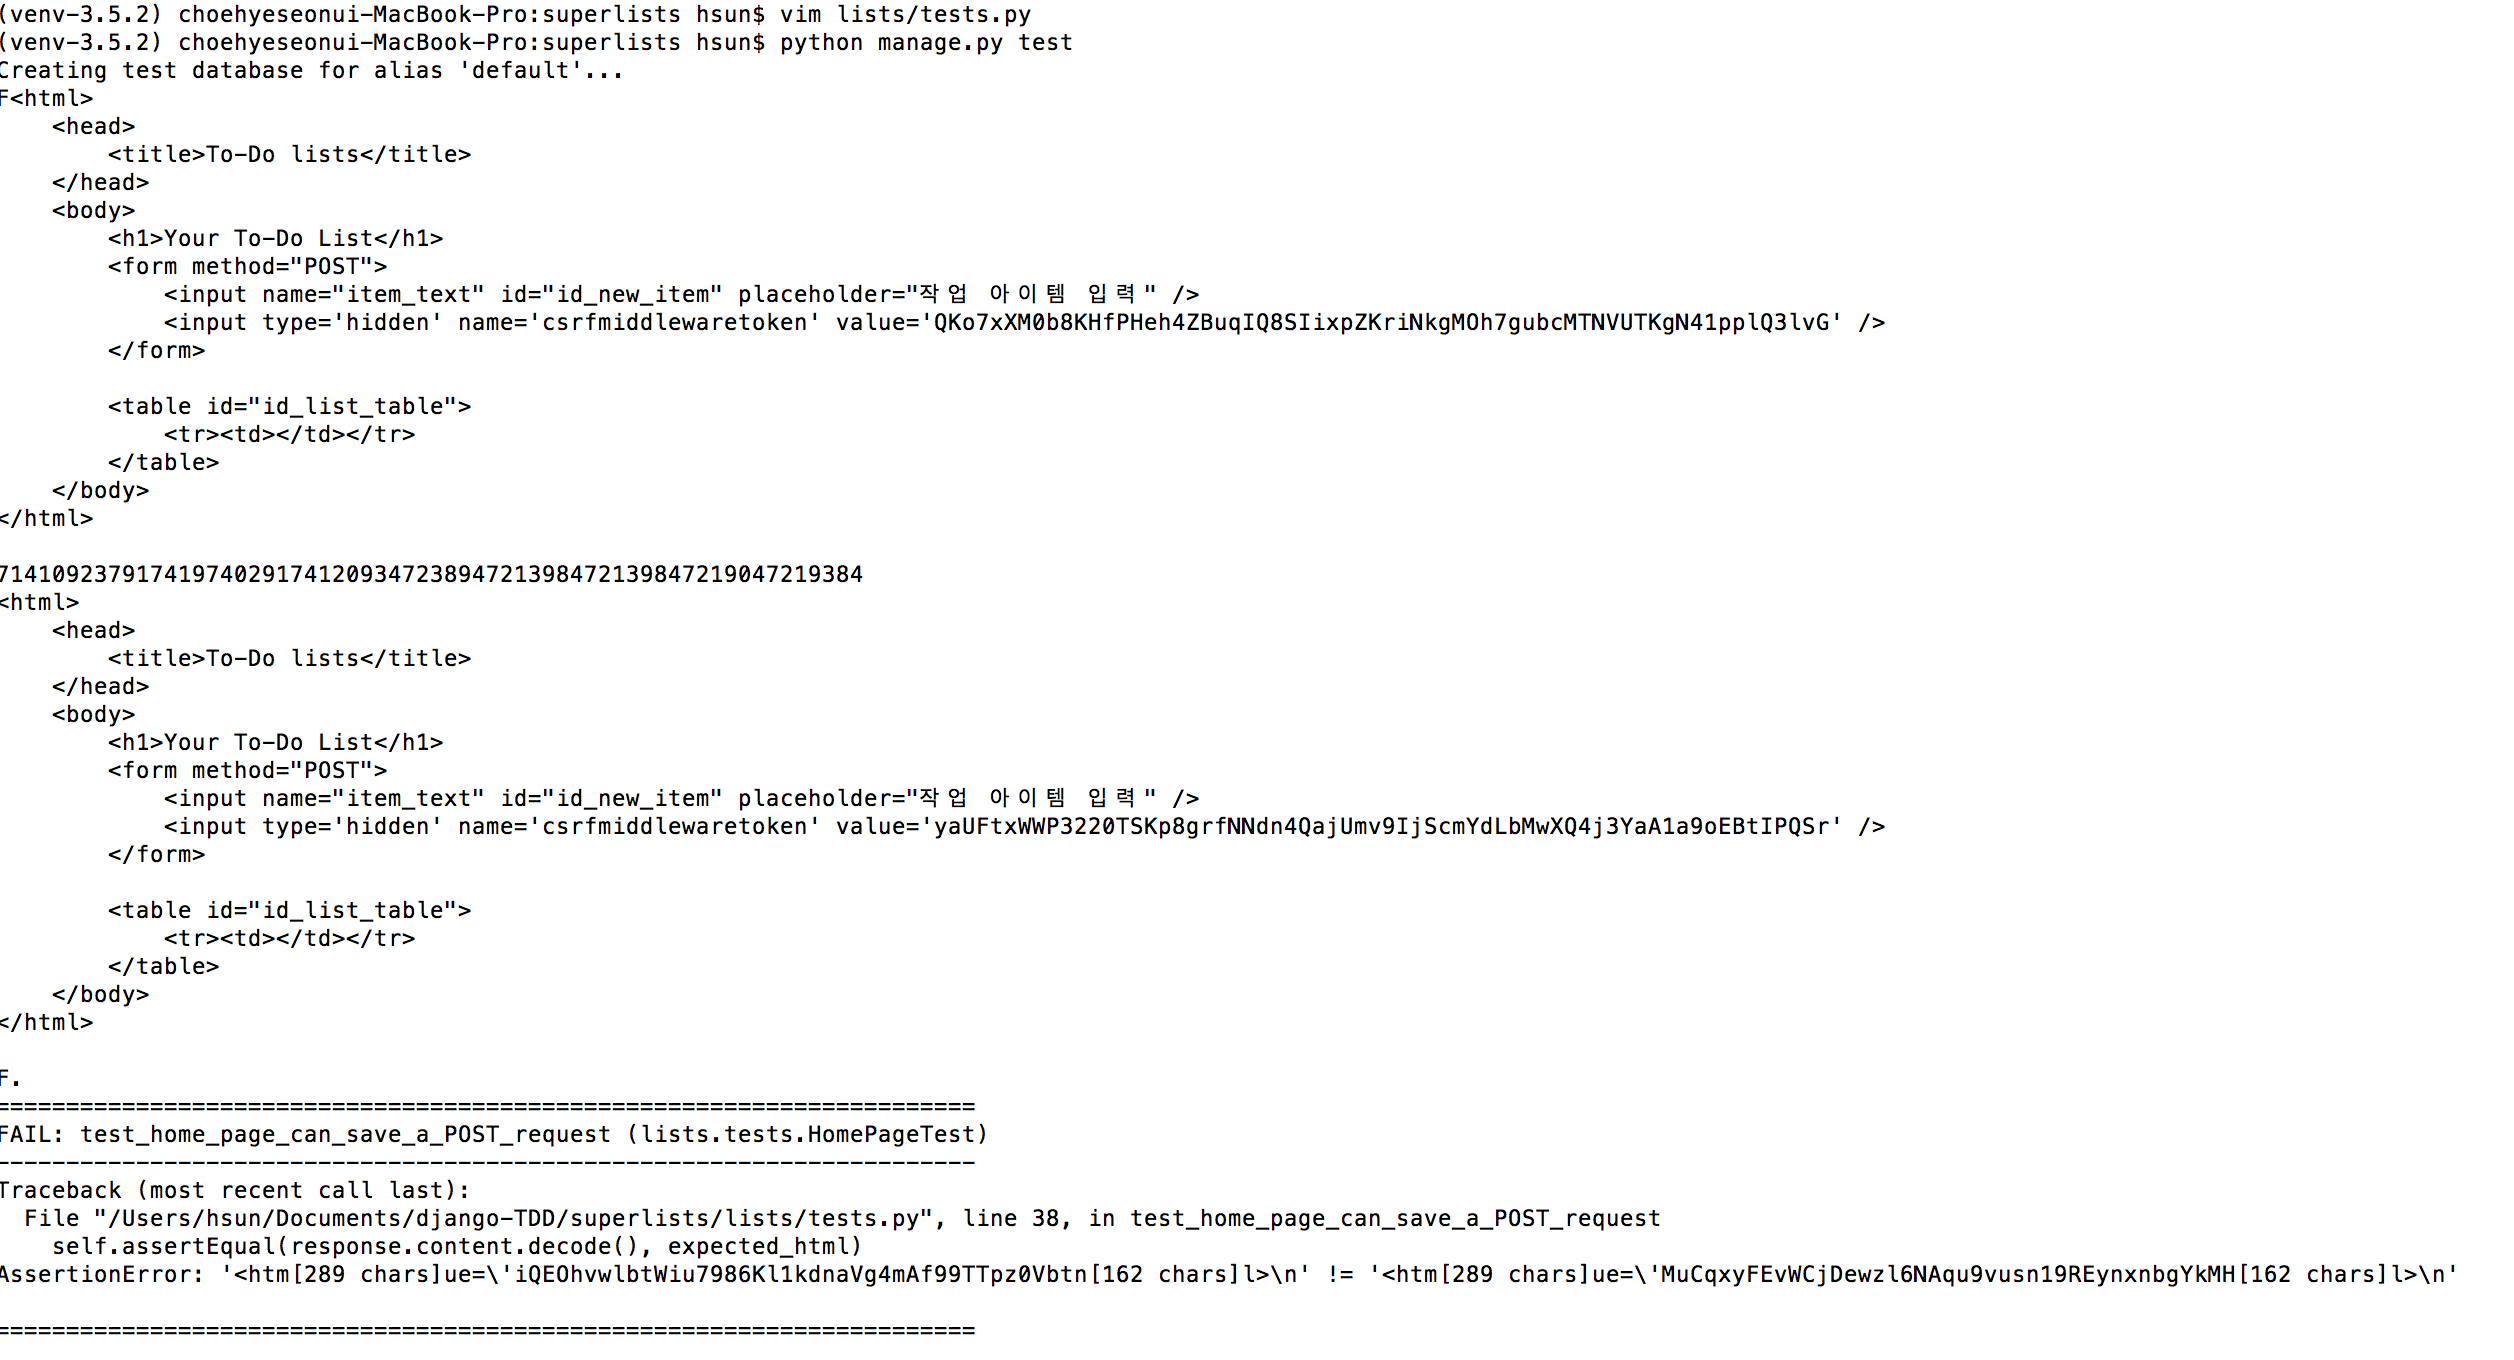 (venv-3.5.2) choehyeseonui-MacBook-Pro:superlists hsun$ vim lists/tests.py
(venv-3.5.2) choehyeseonui-MacBook-Pro:superlists hsun$ python manage.py test
Creating test database for alias 'default'...
F<html>
    <head>
        <title>To-Do lists</title>
    </head>
    <body>
        <h1>Your To-Do List</h1>
        <form method="POST">
            <input name="item_text" id="id_new_item" placeholder="작업 아이템 입력" />
            <input type='hidden' name='csrfmiddlewaretoken' value='QKo7xXM0b8KHfPHeh4ZBuqIQ8SIixpZKriNkgMOh7gubcMTNVUTKgN41pplQ3lvG' />
        </form>

        <table id="id_list_table">
            <tr><td></td></tr>
        </table>
    </body>
</html>

71410923791741974029174120934723894721398472139847219047219384
<html>
    <head>
        <title>To-Do lists</title>
    </head>
    <body>
        <h1>Your To-Do List</h1>
        <form method="POST">
            <input name="item_text" id="id_new_item" placeholder="작업 아이템 입력" />
            <input type='hidden' name='csrfmiddlewaretoken' value='yaUFtxWWP3220TSKp8grfNNdn4QajUmv9IjScmYdLbMwXQ4j3YaA1a9oEBtIPQSr' />
        </form>

        <table id="id_list_table">
            <tr><td></td></tr>
        </table>
    </body>
</html>

F.
======================================================================
FAIL: test_home_page_can_save_a_POST_request (lists.tests.HomePageTest)
----------------------------------------------------------------------
Traceback (most recent call last):
  File "/Users/hsun/Documents/django-TDD/superlists/lists/tests.py", line 38, in test_home_page_can_save_a_POST_request
    self.assertEqual(response.content.decode(), expected_html)
AssertionError: '<htm[289 chars]ue=\'iQEOhvwlbtWiu7986Kl1kdnaVg4mAf99TTpz0Vbtn[162 chars]l>\n' != '<htm[289 chars]ue=\'MuCqxyFEvWCjDewzl6NAqu9vusn19REynxnbgYkMH[162 chars]l>\n'

======================================================================